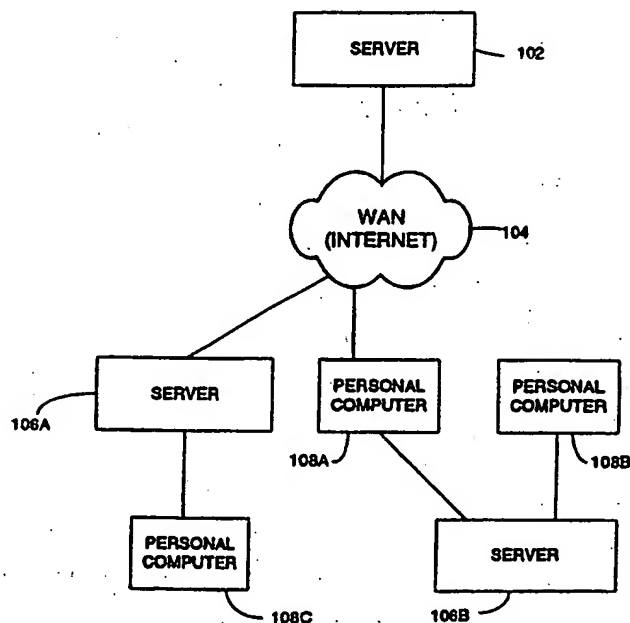 SERVER
102
WAN
(INTERNET)
104
SERVER
PERSONAL
COMPUTER
PERSONAL
COMPUTER
106A
108A
108B
PERSONAL
COMPUTER
SERVER
108C
106B